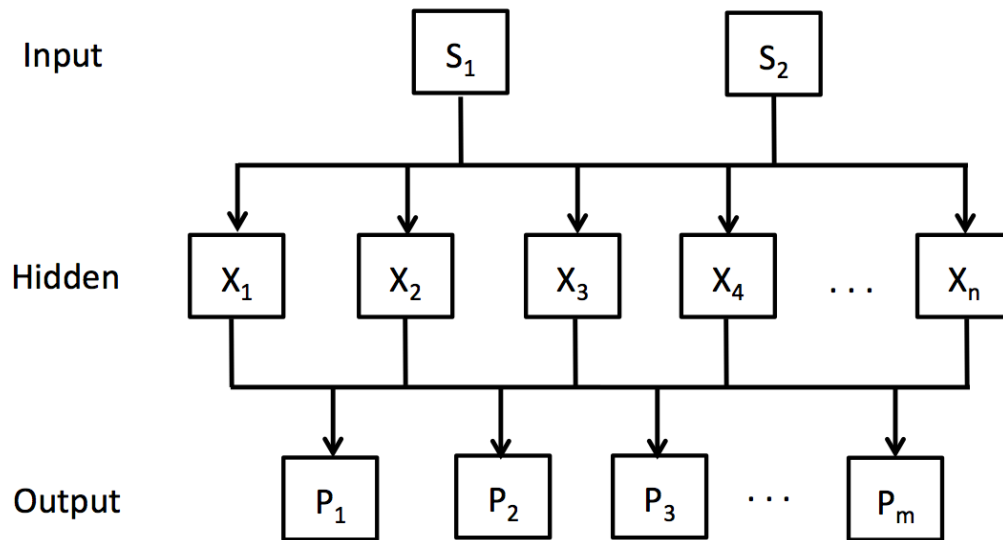 Input S₁ S₂
Hidden X₁ X₂ X₃ X₄ ... Xₙ
Output P₁ P₂ P₃ ... Pₘ